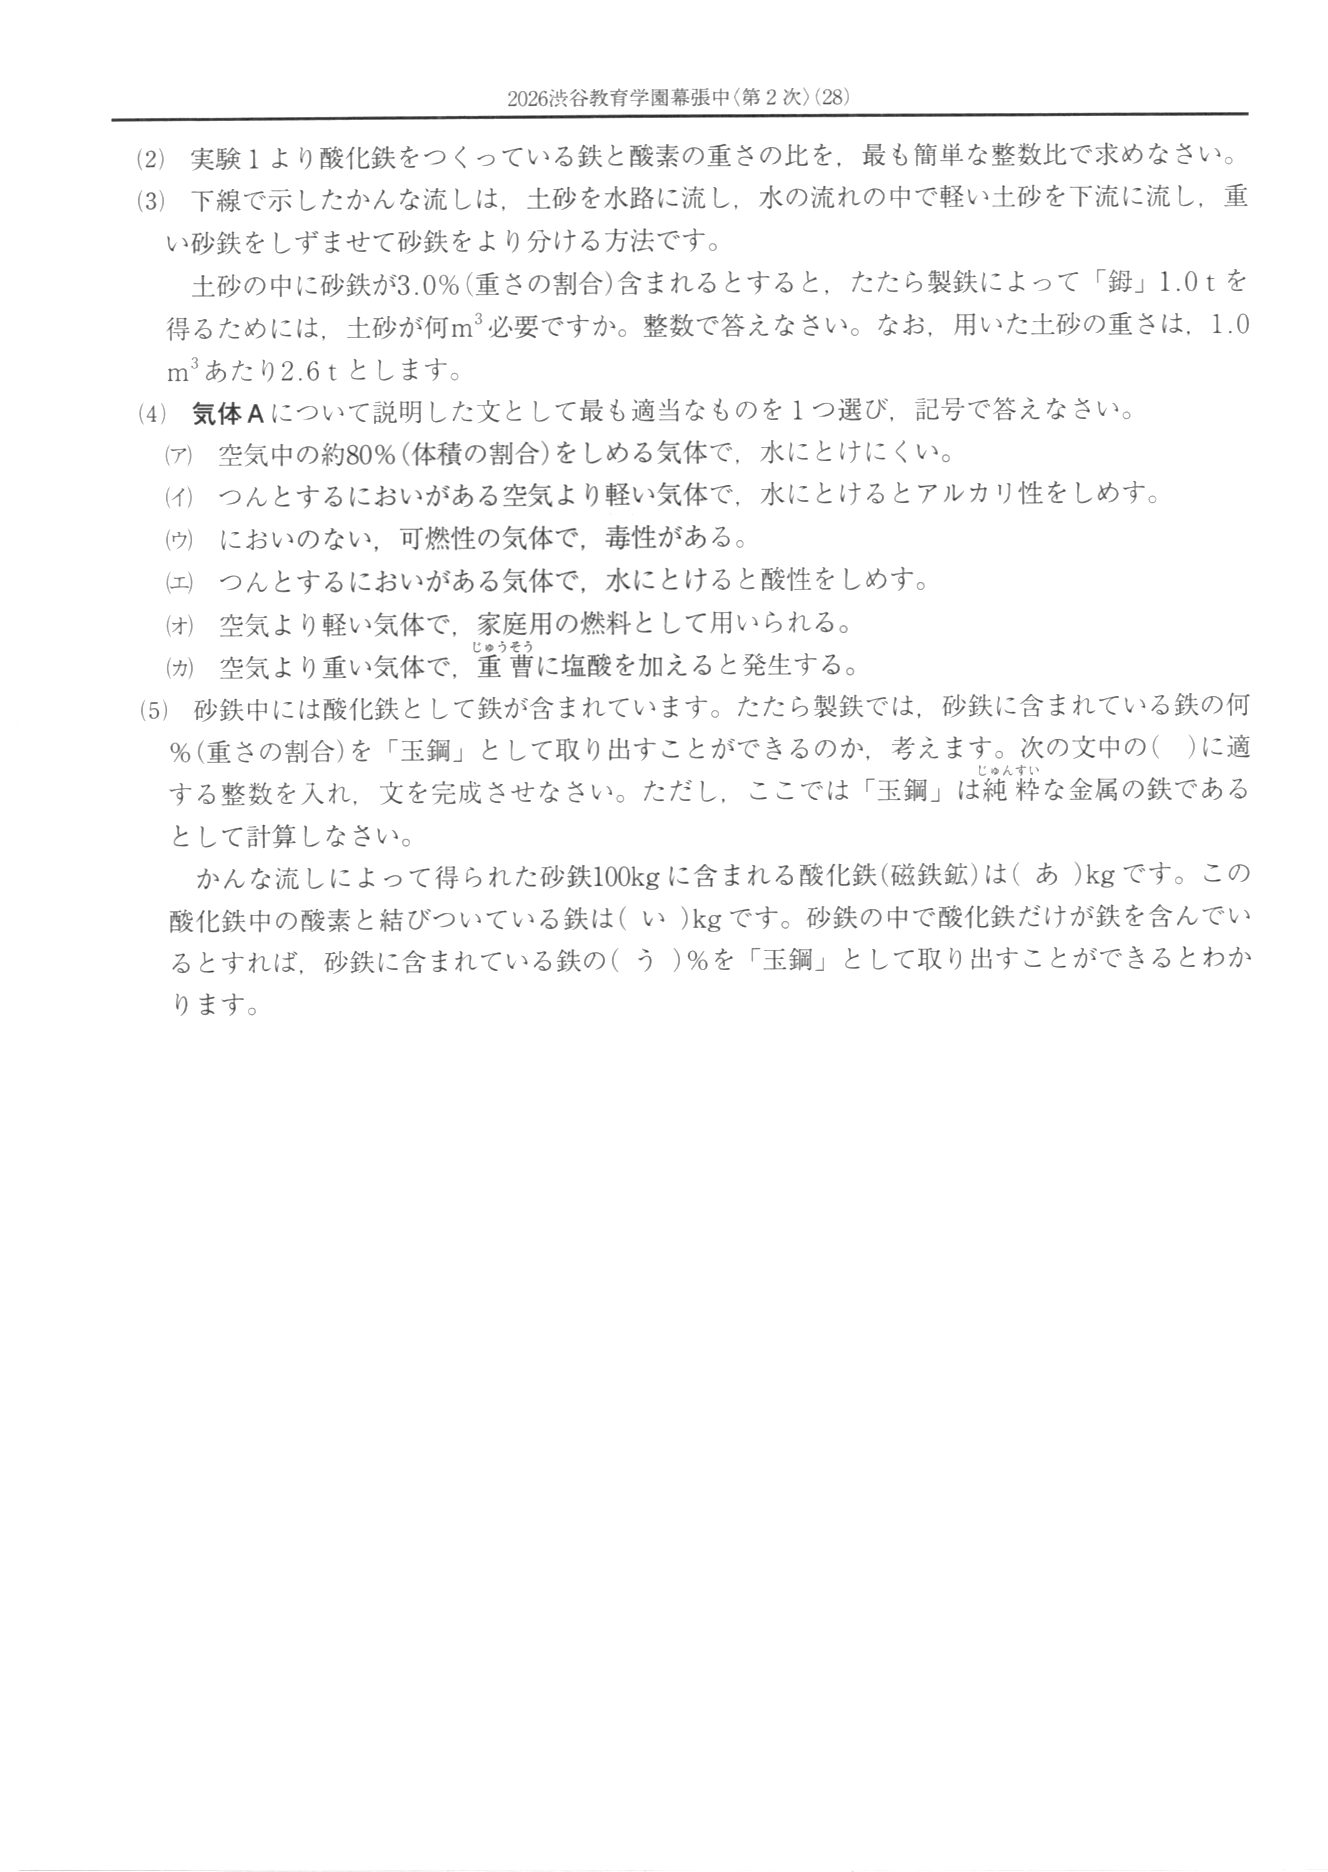 2026渋谷教育学園幕張中〈第2次〉(28)
(2) 実験1より酸化鉄をつくっている鉄と酸素の重さの比を，最も簡単な整数比で求めなさい。
(3) 下線で示したかんな流しは，土砂を水路に流し，水の流れの中で軽い土砂を下流に流し，重
い砂鉄をしずませて砂鉄をより分ける方法です。
土砂の中に砂鉄が3.0%(重さの割合)含まれるとすると，たたら製鉄によって「鉧」1.0tを
得るためには，土砂が何m³必要ですか。整数で答えなさい。なお，用いた土砂の重さは，1.0
m³あたり2.6tとします。
(4) 気体Aについて説明した文として最も適当なものを1つ選び，記号で答えなさい。
(ア) 空気中の約80%(体積の割合)をしめる気体で，水にとけにくい。
(イ) つんとするにおいがある空気より軽い気体で，水にとけるとアルカリ性をしめす。
(ウ) においのない，可燃性の気体で，毒性がある。
(エ) つんとするにおいがある気体で，水にとけると酸性をしめす。
(オ) 空気より軽い気体で，家庭用の燃料として用いられる。
じゅうそう
(カ) 空気より重い気体で，重曹に塩酸を加えると発生する。
(5) 砂鉄中には酸化鉄として鉄が含まれています。たたら製鉄では，砂鉄に含まれている鉄の何
%(重さの割合)を「玉鋼」として取り出すことができるのか，考えます。次の文中の( )に適
じゅんすい
する整数を入れ，文を完成させなさい。ただし，ここでは「玉鋼」は純粋な金属の鉄である
として計算しなさい。
かんな流しによって得られた砂鉄100kgに含まれる酸化鉄(磁鉄鉱)は( あ )kgです。この
酸化鉄中の酸素と結びついている鉄は( い )kgです。砂鉄の中で酸化鉄だけが鉄を含んでい
るとすれば，砂鉄に含まれている鉄の( う )%を「玉鋼」として取り出すことができるとわか
ります。